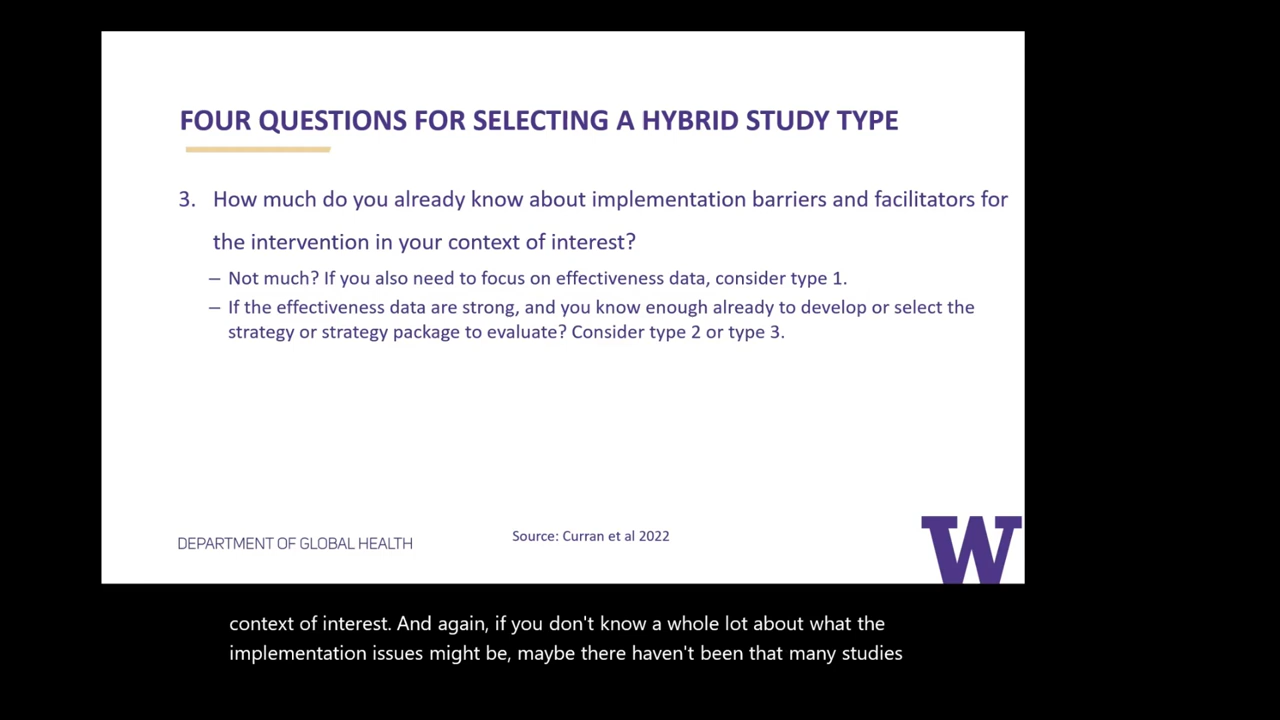 FOUR QUESTIONS FOR SELECTING A HYBRID STUDY TYPE
3. How much do you already know about implementation barriers and facilitators for
the intervention in your context of interest?
– Not much? If you also need to focus on effectiveness data, consider type 1.
– If the effectiveness data are strong, and you know enough already to develop or select the
strategy or strategy package to evaluate? Consider type 2 or type 3.
Source: Curran et al 2022
DEPARTMENT OF GLOBAL HEALTH
W
context of interest. And again, if you don't know a whole lot about what the
implementation issues might be, maybe there haven't been that many studies